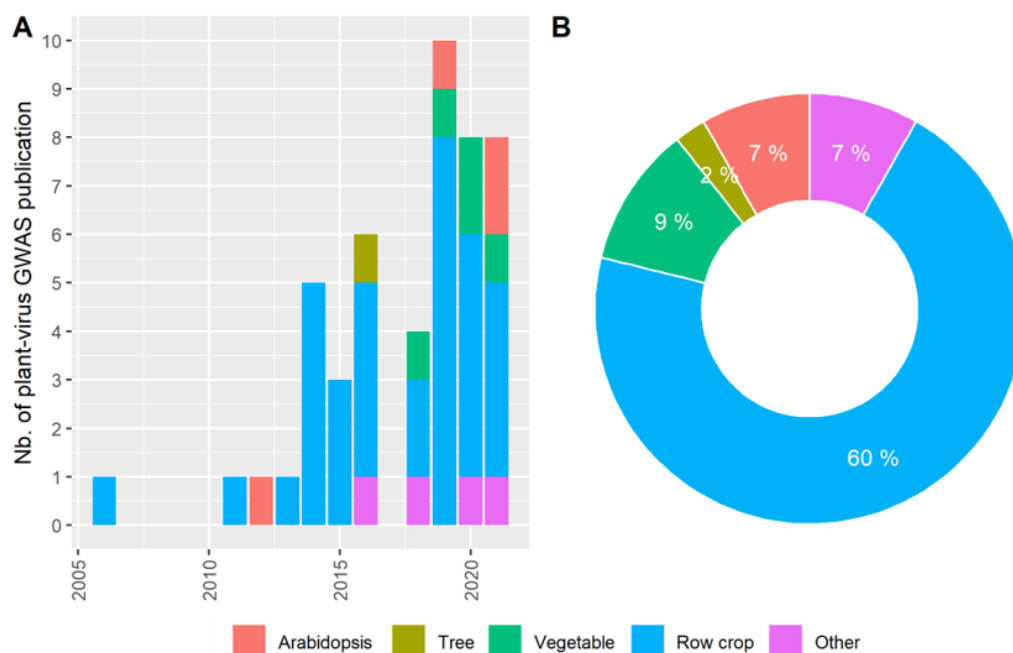 A
Nb. of plant-virus GWAS publication
10
9
8
7
6
5
4
3
2
1
0
2005
2010
2015
2020
B
7 %
7 %
2 %
9 %
60 %
Arabidopsis
Tree
Vegetable
Row crop
Other